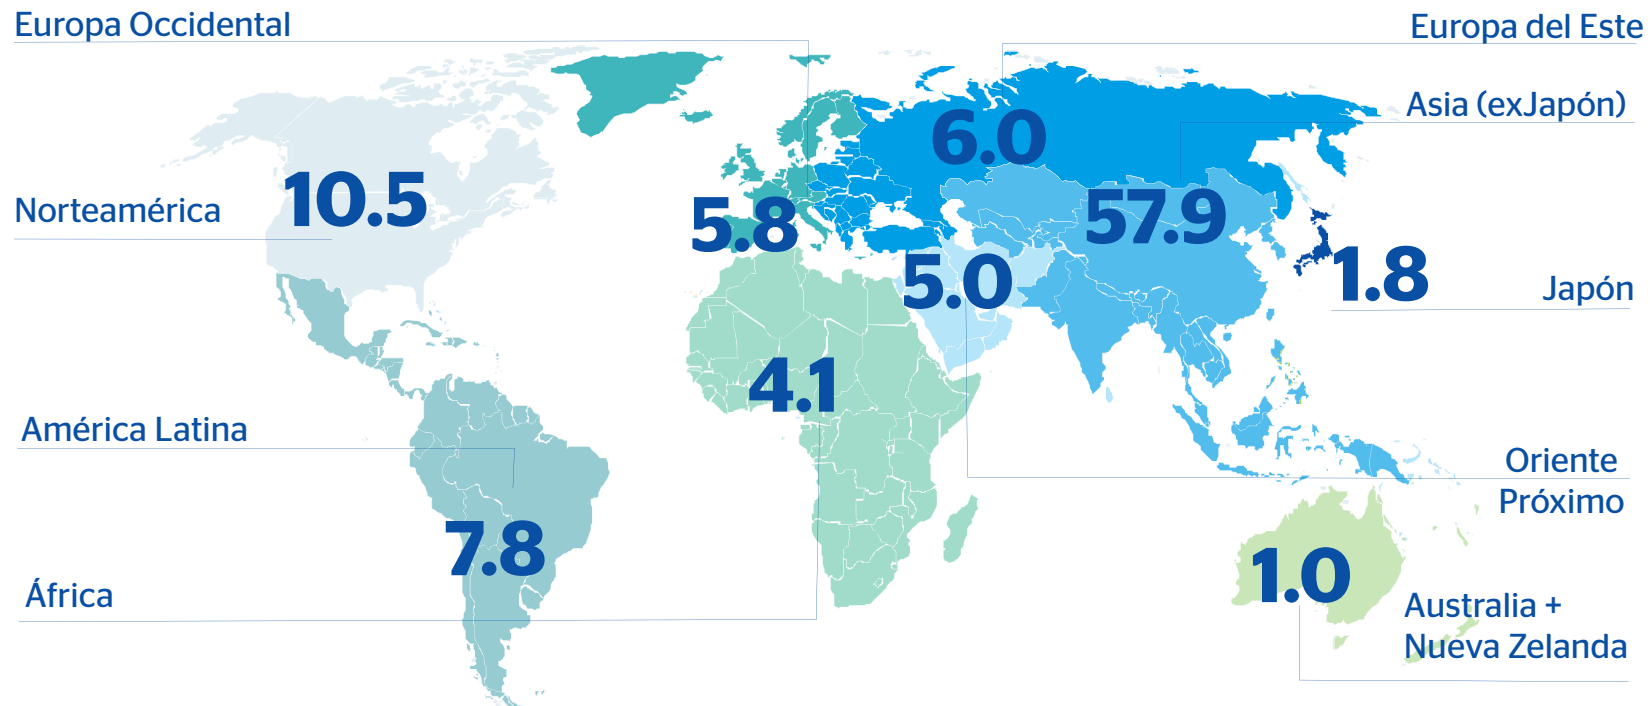 Europa Occidental
Europa del Este
Asia (exJapón)
6.0
10.5
Norteamérica
57.9
5.8
5.0
1.8
Japón
4.1
América Latina
Oriente
Próximo
7.8
1.0
África
Australia +
Nueva Zelanda